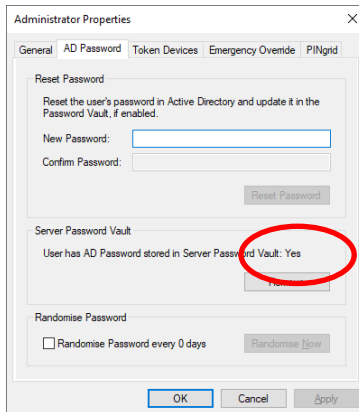 Administrator Properties
General AD Password Token Devices Emergency Override PINgrid
Reset Password
Reset the user's password in Active Directory and update it in the
Password Vault, if enabled.
New Password:
Confirm Password:
Reset Password
Server Password Vault
User has AD Password stored in Server Password Vault: Yes
Randomise Password
Randomise Password every 0 days
Randomise Now
OK Cancel Apply